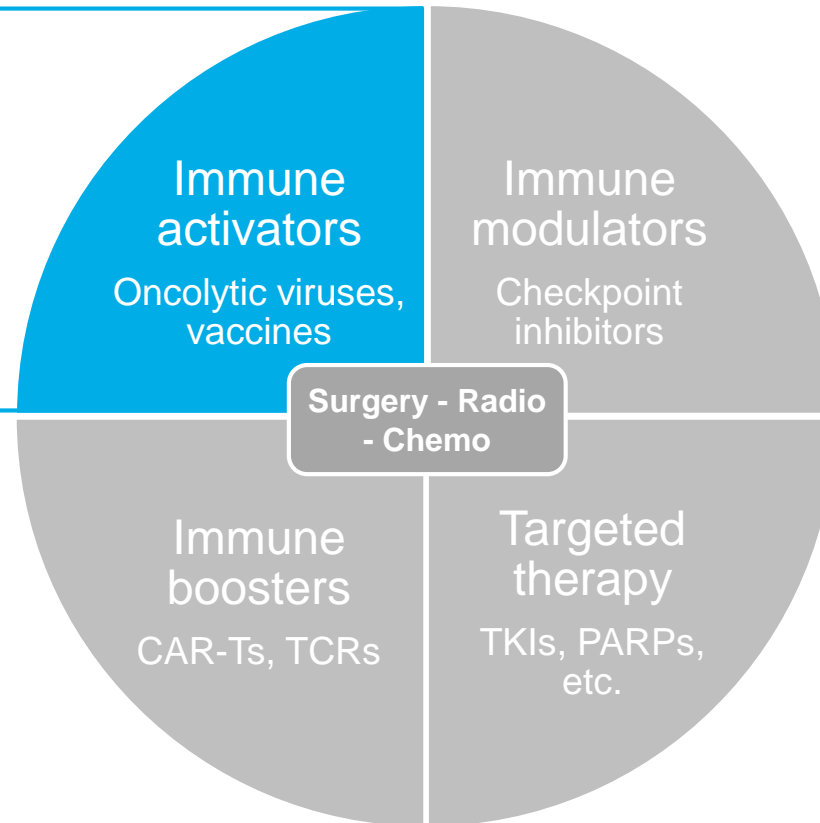 Immune
activators
Oncolytic viruses,
vaccines
Immune
modulators
Checkpoint
inhibitors
Surgery - Radio
- Chemo
Immune
boosters
CAR-Ts, TCRs
Targeted
therapy
TKIs, PARPs,
etc.